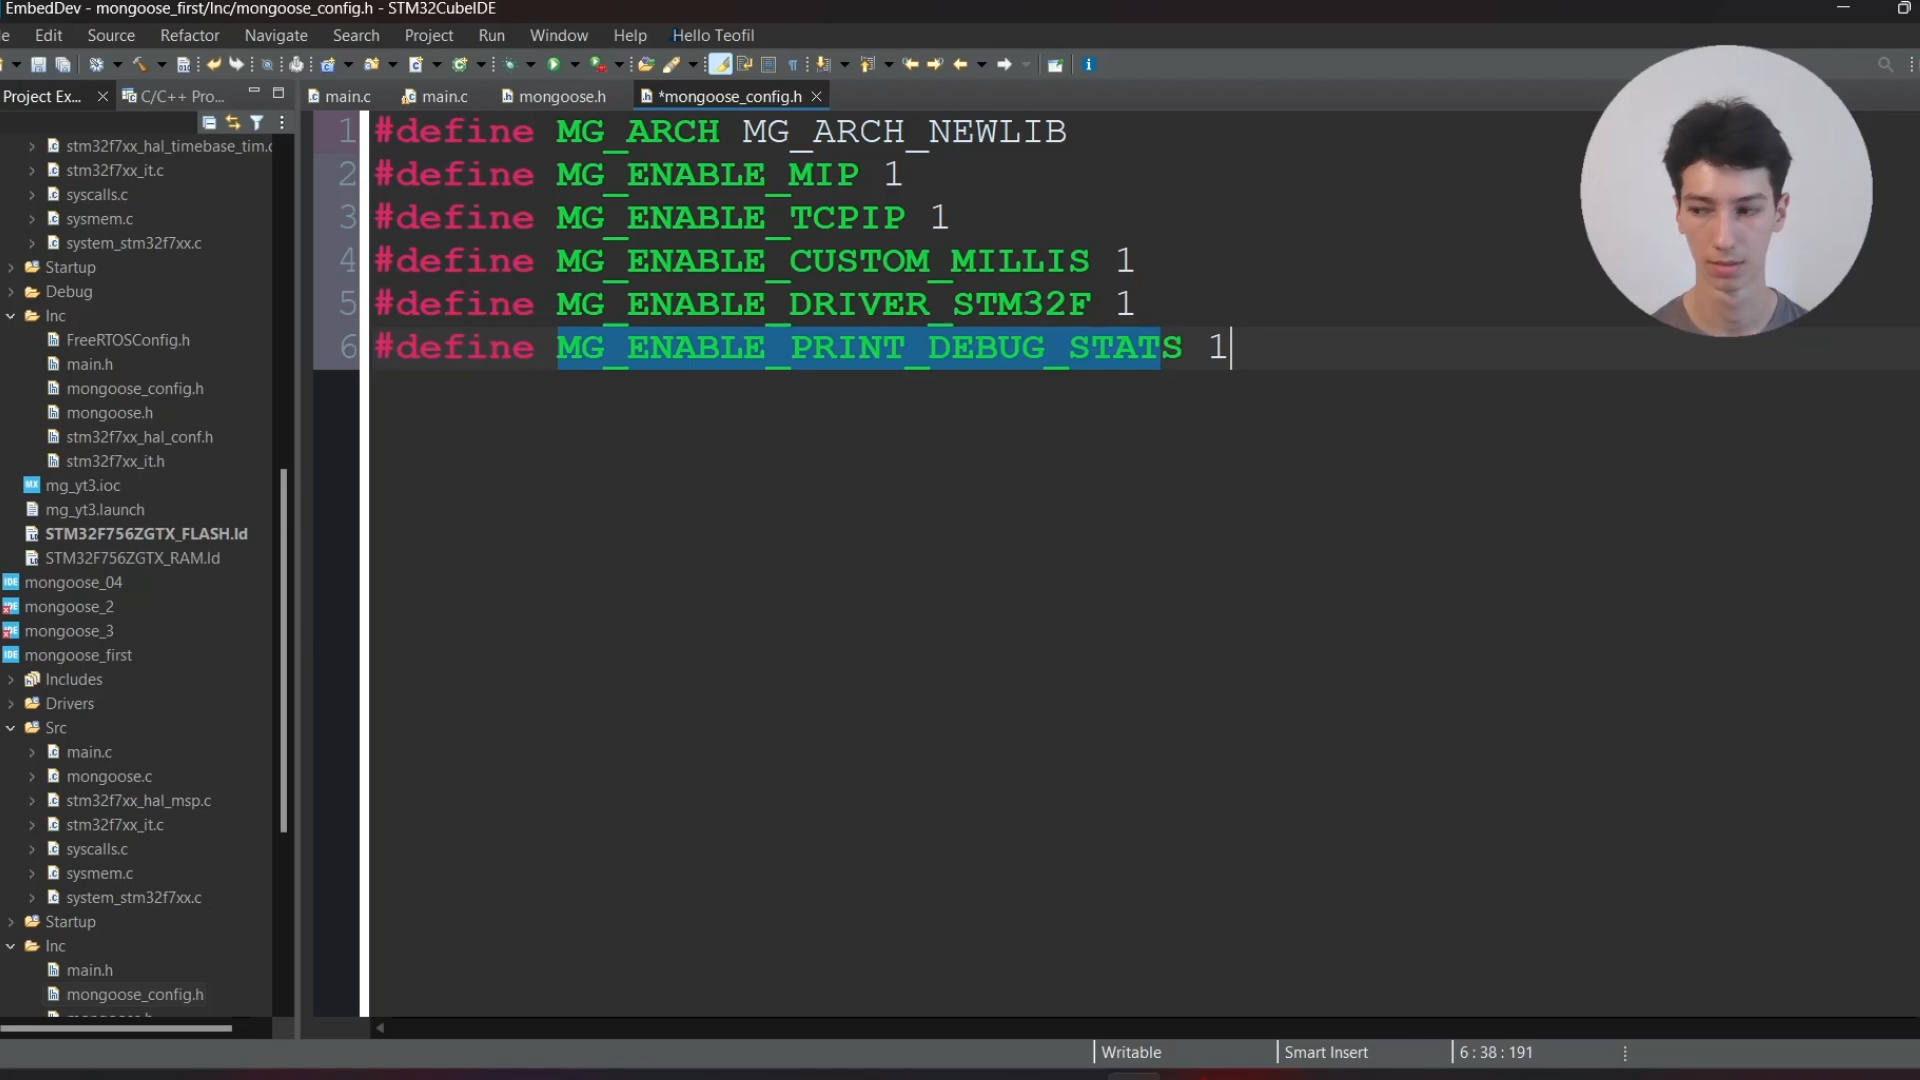 EmbedDev - mongoose_first/Inc/mongoose_config.h - STM32CubeIDE
Edit Source Refactor Navigate Search Project Run Window Help Hello Teofil
Project Ex... C/C++ Pro...
main.c main.c mongoose.h *mongoose_config.h
stm32f7xx_hal_timebase_tim.c
stm32f7xx_it.c
syscalls.c
sysmem.c
system_stm32f7xx.c
Startup
Debug
Inc
FreeRTOSConfig.h
main.h
mongoose_config.h
mongoose.h
stm32f7xx_hal_conf.h
stm32f7xx_it.h
MX mg_yt3.ioc
mg_yt3.launch
STM32F756ZGTX_FLASH.ld
STM32F756ZGTX_RAM.ld
IDE mongoose_04
mongoose_2
mongoose_3
IDE mongoose_first
Includes
Drivers
Src
main.c
mongoose.c
stm32f7xx_hal_msp.c
stm32f7xx_it.c
syscalls.c
sysmem.c
system_stm32f7xx.c
Startup
Inc
main.h
mongoose_config.h
1 #define MG_ARCH MG_ARCH_NEWLIB
2 #define MG_ENABLE_MIP 1
3 #define MG_ENABLE_TCPIP 1
4 #define MG_ENABLE_CUSTOM_MILLIS 1
5 #define MG_ENABLE_DRIVER_STM32F 1
6 #define MG_ENABLE_PRINT_DEBUG_STATS 1
Writable Smart Insert 6 : 38 : 191